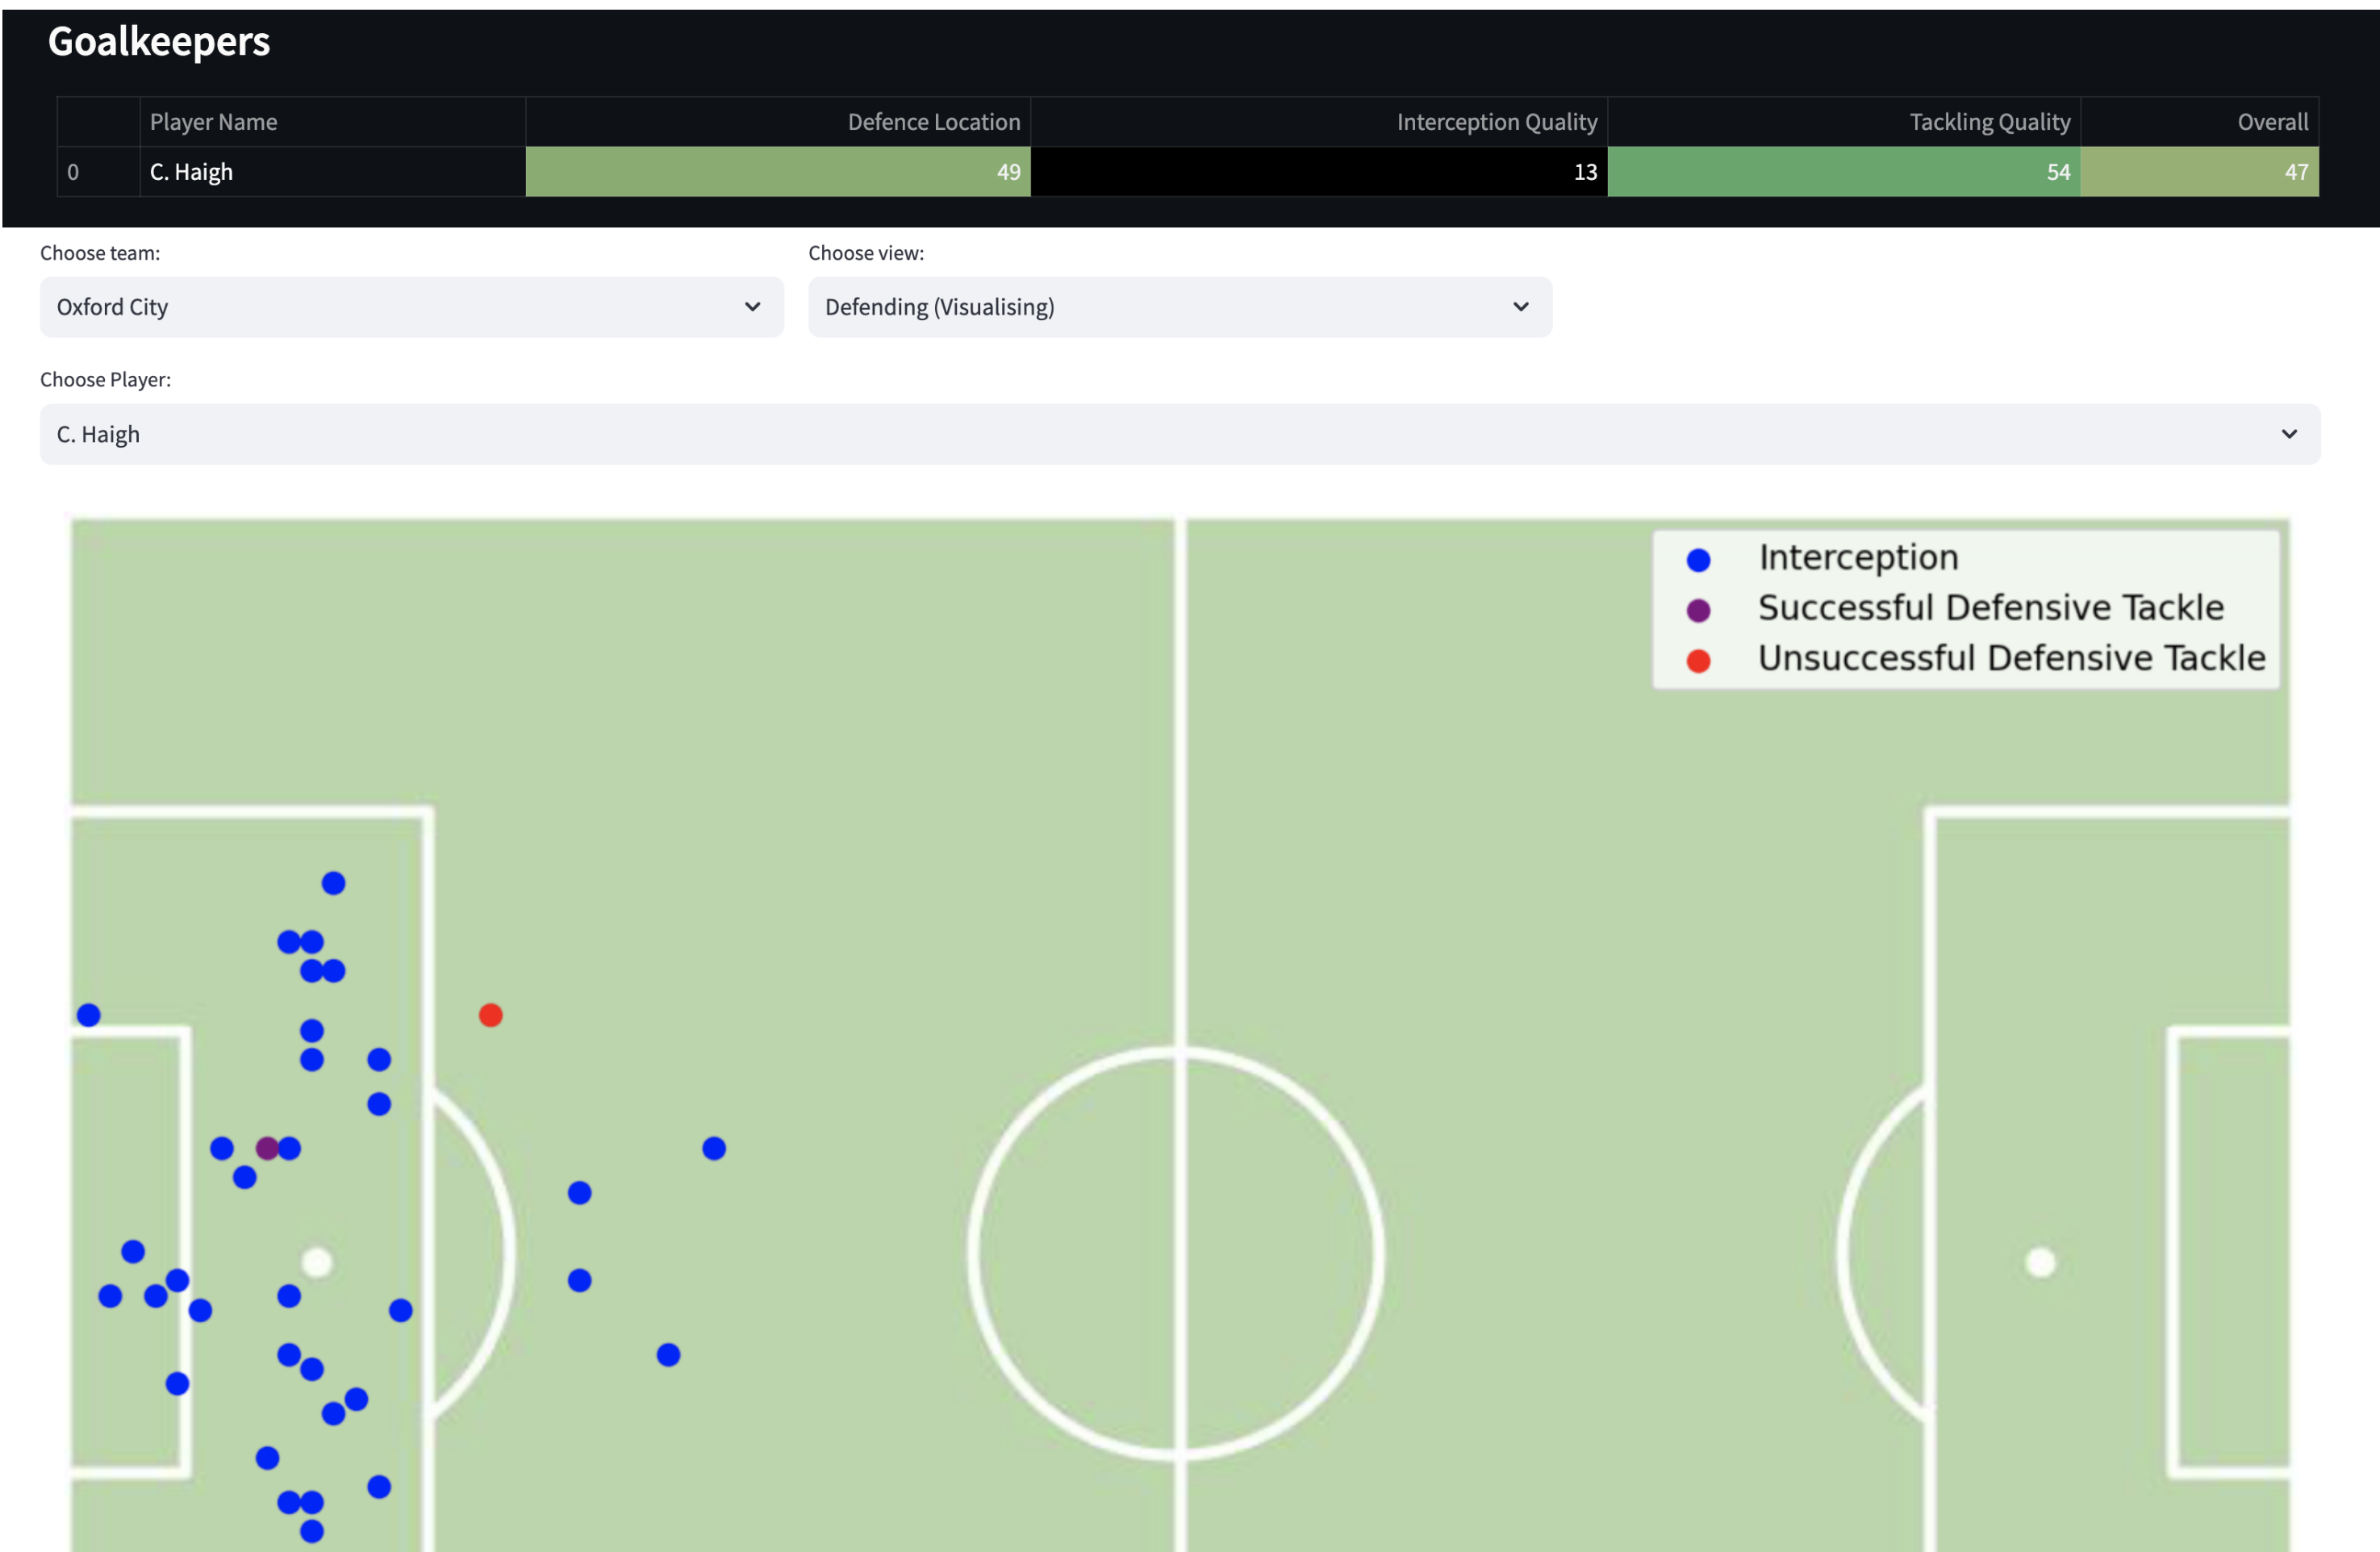 Goalkeepers
Player Name Defence Location Interception Quality Tackling Quality Overall
0 C. Haigh 49 13 54 47
Choose team: Choose view:
Oxford City Defending (Visualising)
Choose Player:
C. Haigh
Interception
Successful Defensive Tackle
Unsuccessful Defensive Tackle